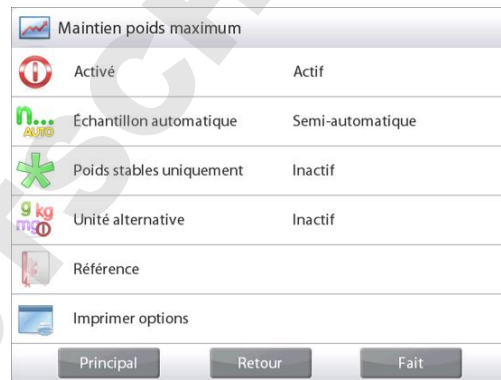 Maintien poids maximum
Activé Actif
n... AUTO Échantillon automatique Semi-automatique
Poids stables uniquement Inactif
g kg mg Unité alternative Inactif
Référence
Imprimer options
Principal Retour Fait